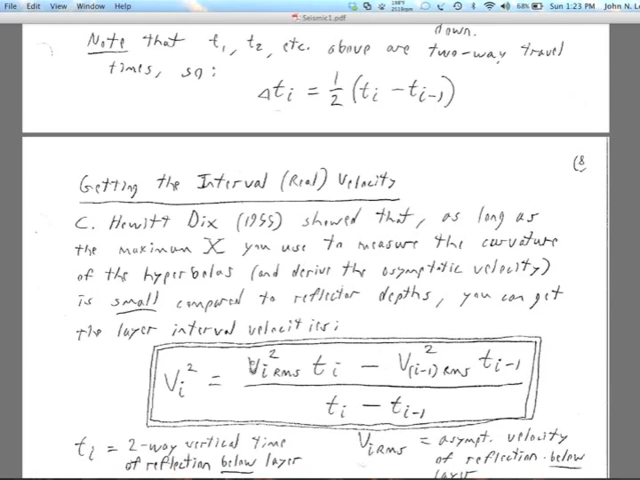 File Edit View Window Help
68% Sun 1:23 PM John N. Lo
Seismic1.pdf
down.
Note that t₁, t₂, etc. above are two-way travel
times, so:
Δtᵢ = 1/2 (tᵢ - tᵢ₋₁)
(8
Getting the Interval (Real) Velocity
C. Hewitt Dix (1955) showed that, as long as
the maximum X you use to measure the curvature
of the hyperbolas (and derive the asymptotic velocity)
is small compared to reflector depths, you can get
the layer interval velocities:
Vᵢ² = (Vᵢ²RMS tᵢ - V²(i-1)RMS tᵢ₋₁) / (tᵢ - tᵢ₋₁)
tᵢ = 2-way vertical time
of reflection below layer
ViRMS = asympt. velocity
of reflection below
layer